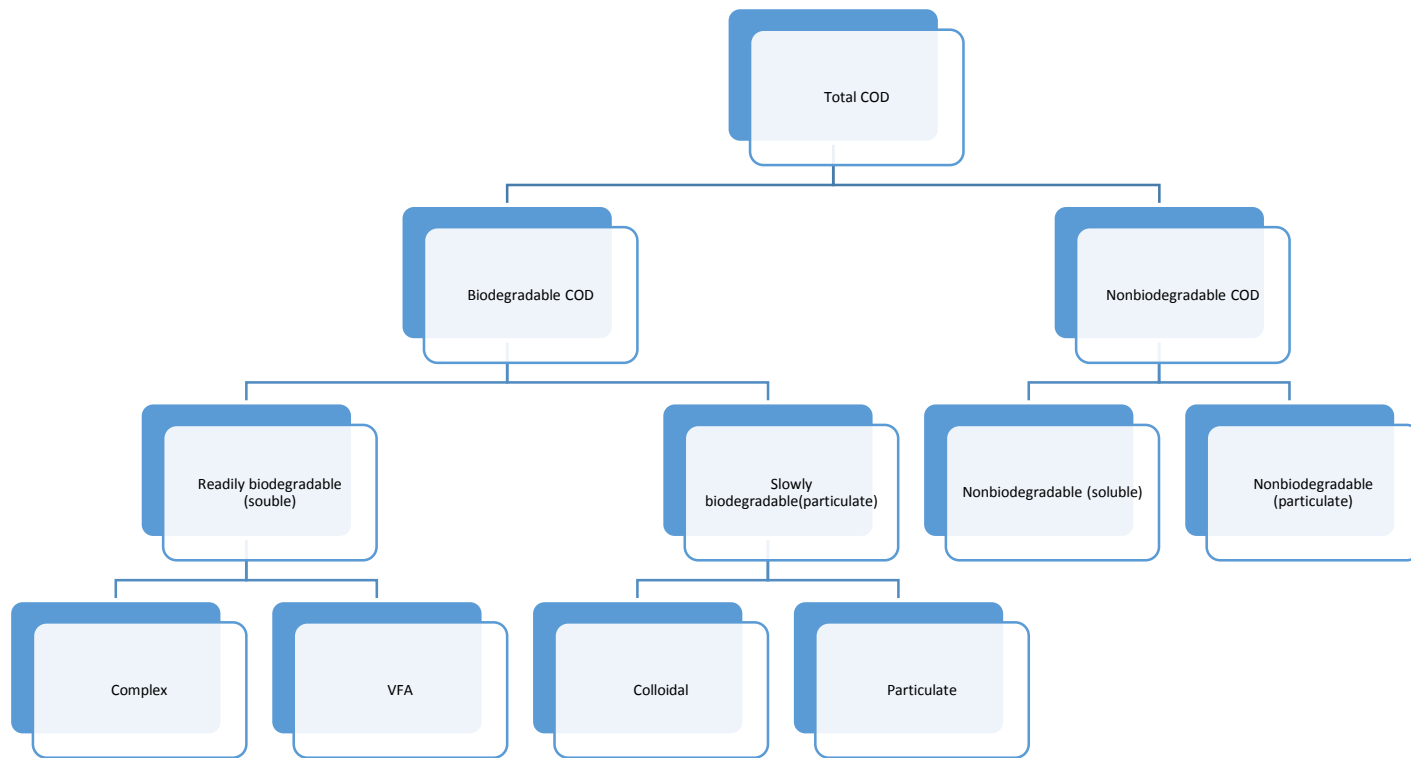 Total COD
Biodegradable COD
Nonbiodegradable COD
Readily biodegradable
(souble)
Slowly
biodegradable(particulate)
Nonbiodegradable (soluble)
Nonbiodegradable
(particulate)
Complex
VFA
Colloidal
Particulate